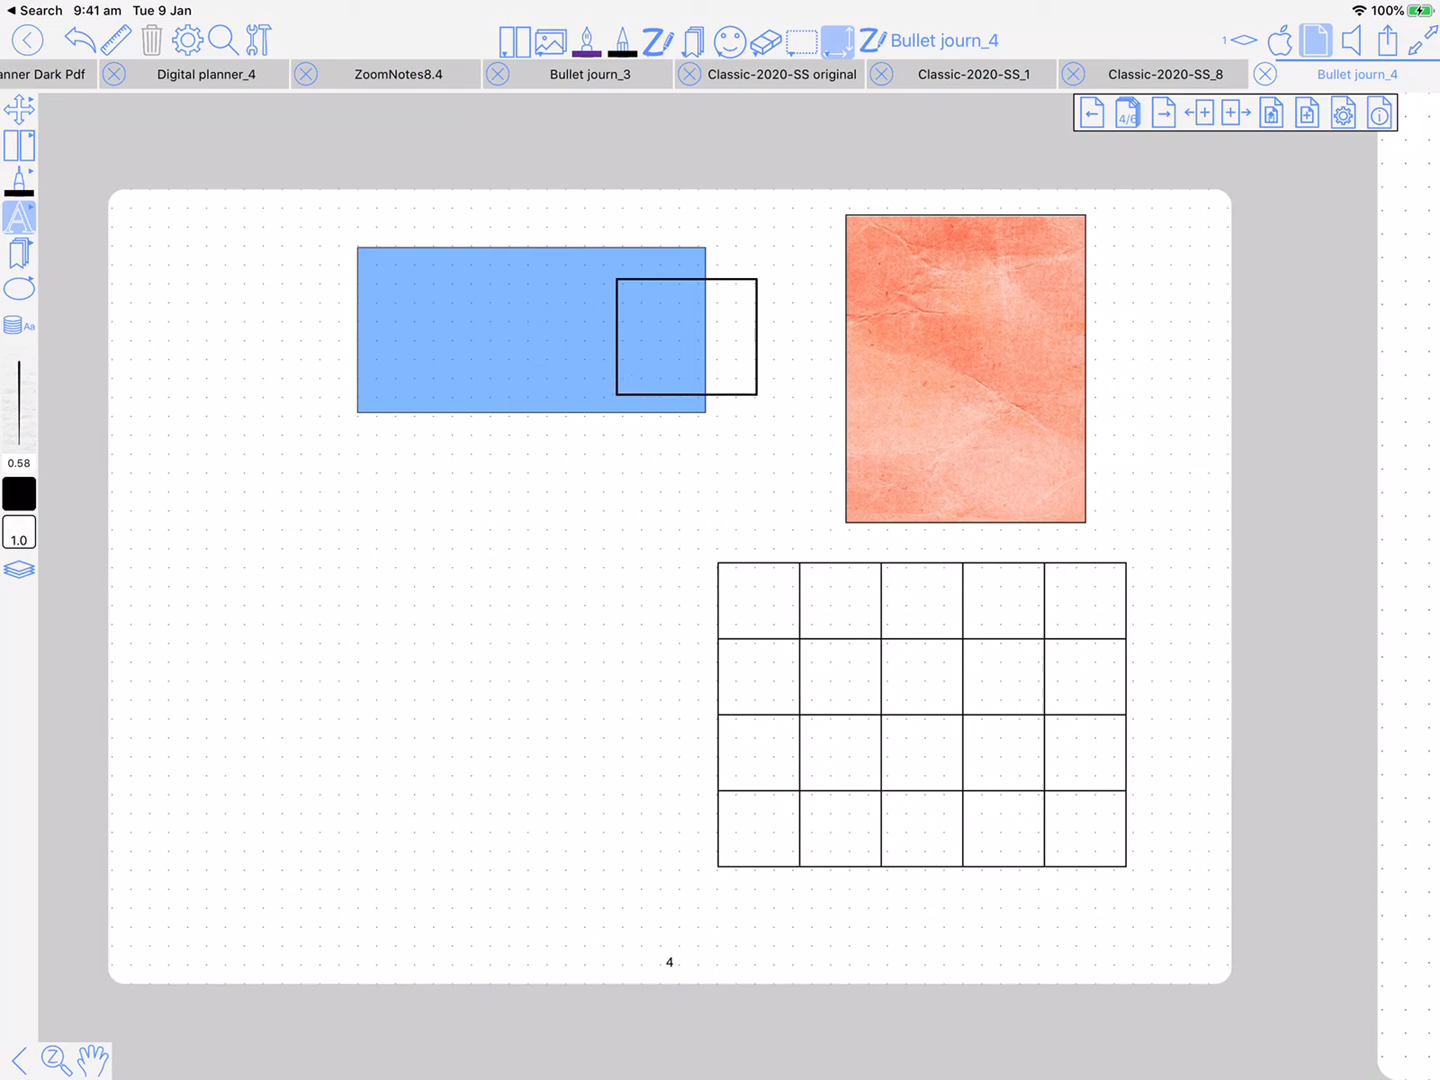 Search 9:41 am Tue 9 Jan 100%
Bullet journ_4 1
anner Dark Pdf Digital planner_4 ZoomNotes8.4 Bullet journ_3 Classic-2020-SS original Classic-2020-SS_1 Classic-2020-SS_8 Bullet journ_4
4/6
A
Aa
0.58
1.0
4
Z